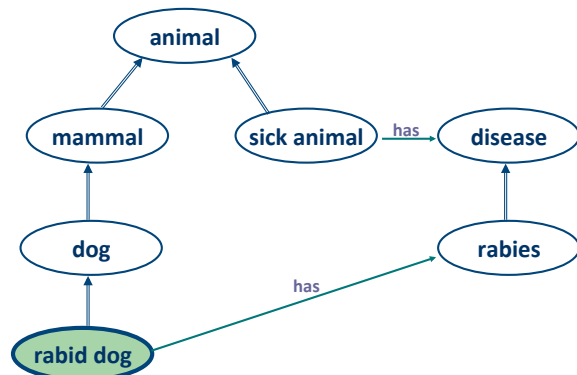 animal
mammal
sick animal
has
disease
dog
rabies
has
rabid dog